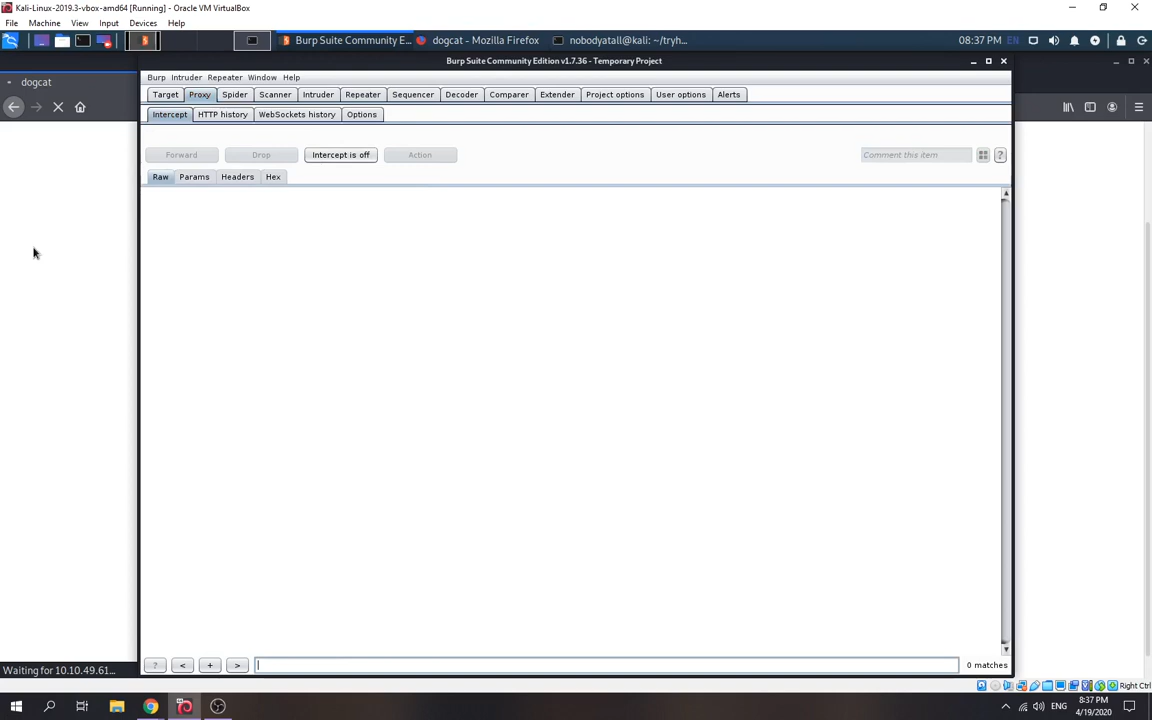 Kali-Linux-2019.3-vbox-amd64 [Running] - Oracle VM VirtualBox
File Machine View Input Devices Help
Burp Suite Community E... dogcat - Mozilla Firefox nobodyatall@kali: ~/tryh... 08:37 PM EN
Burp Suite Community Edition v1.7.36 - Temporary Project
dogcat
Burp Intruder Repeater Window Help
Target Proxy Spider Scanner Intruder Repeater Sequencer Decoder Comparer Extender Project options User options Alerts
Intercept HTTP history WebSockets history Options
Forward Drop Intercept is off Action Comment this item ?
Raw Params Headers Hex
? < + > 0 matches
Waiting for 10.10.49.61...
Right Ctrl
ENG 8:37 PM
4/19/2020